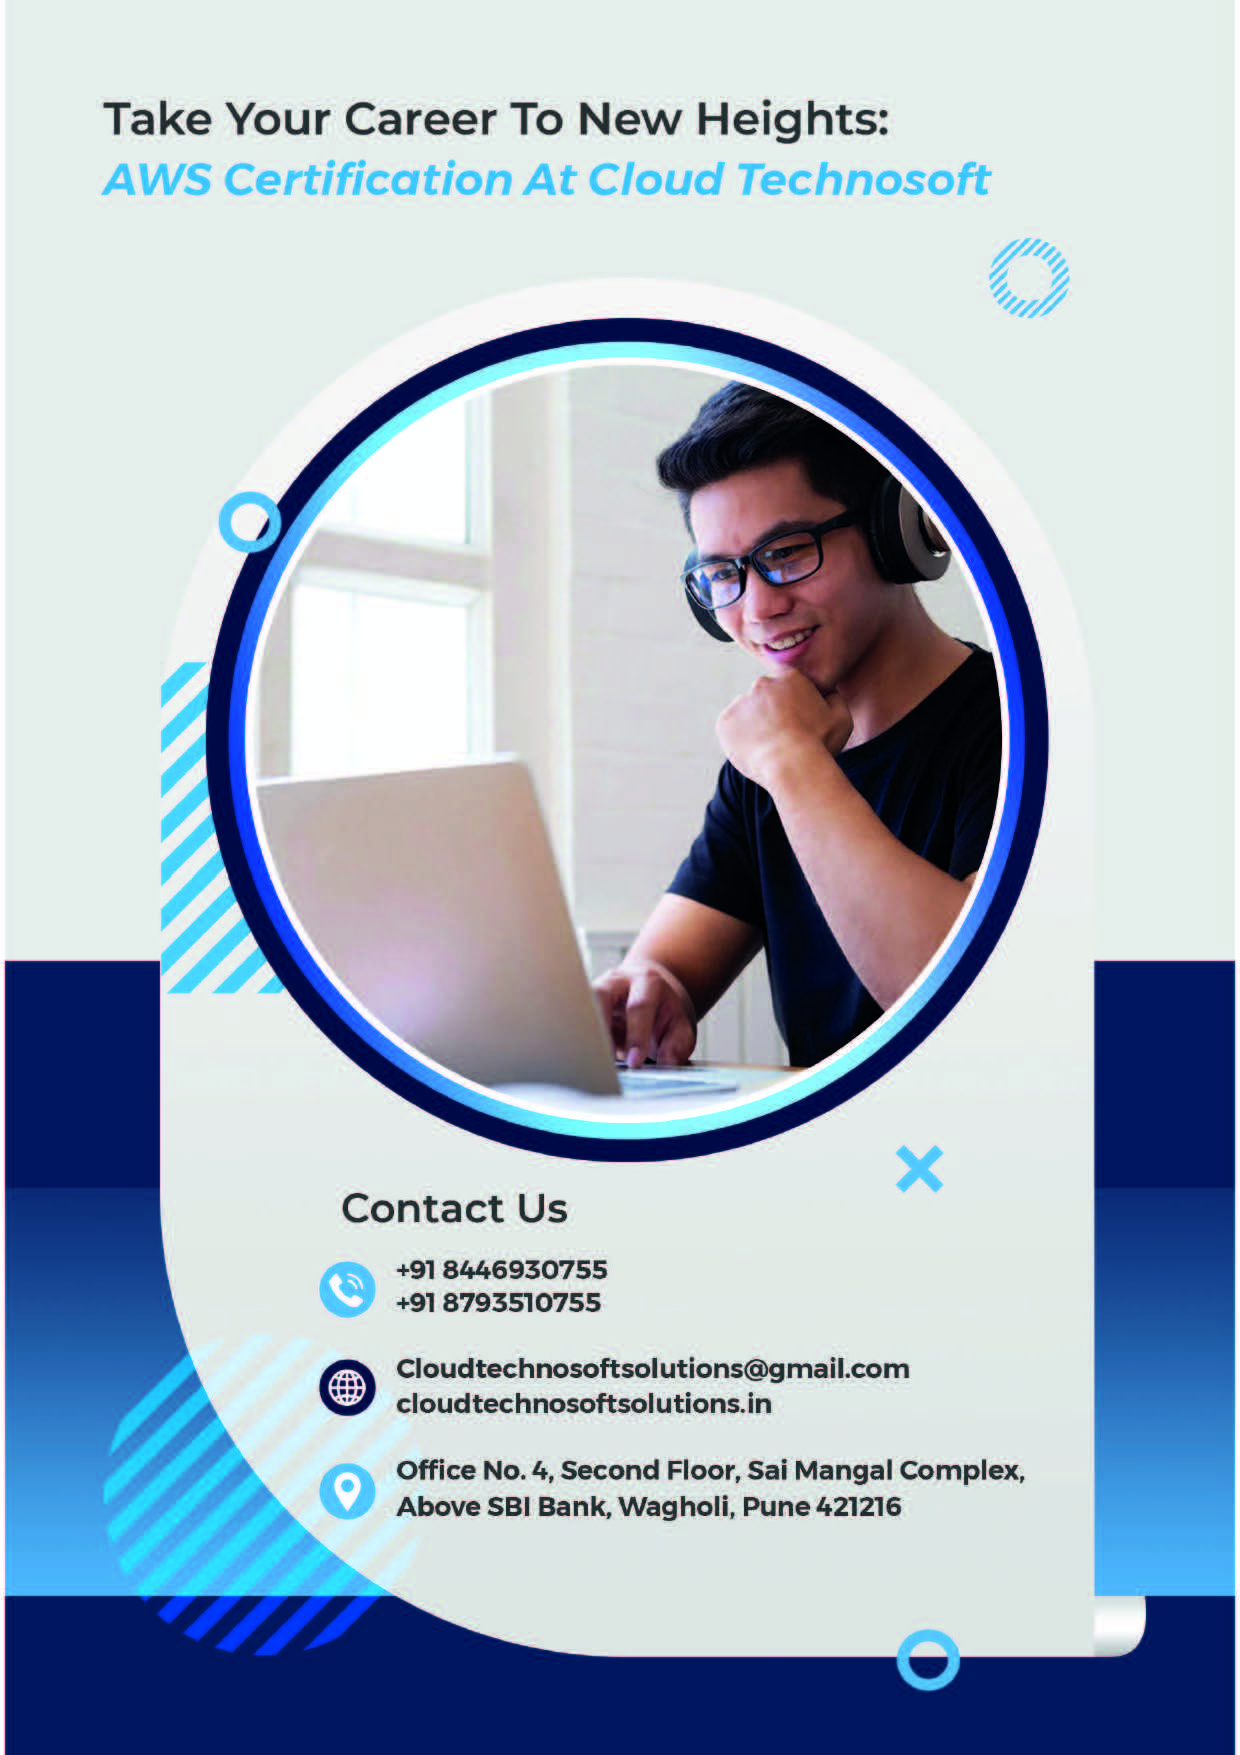 Take Your Career To New Heights:
AWS Certification At Cloud Technosoft
Contact Us
+91 8446930755
+91 8793510755
Cloudtechnosoftsolutions@gmail.com
cloudtechnosoftsolutions.in
Office No. 4, Second Floor, Sai Mangal Complex,
Above SBI Bank, Wagholi, Pune 421216